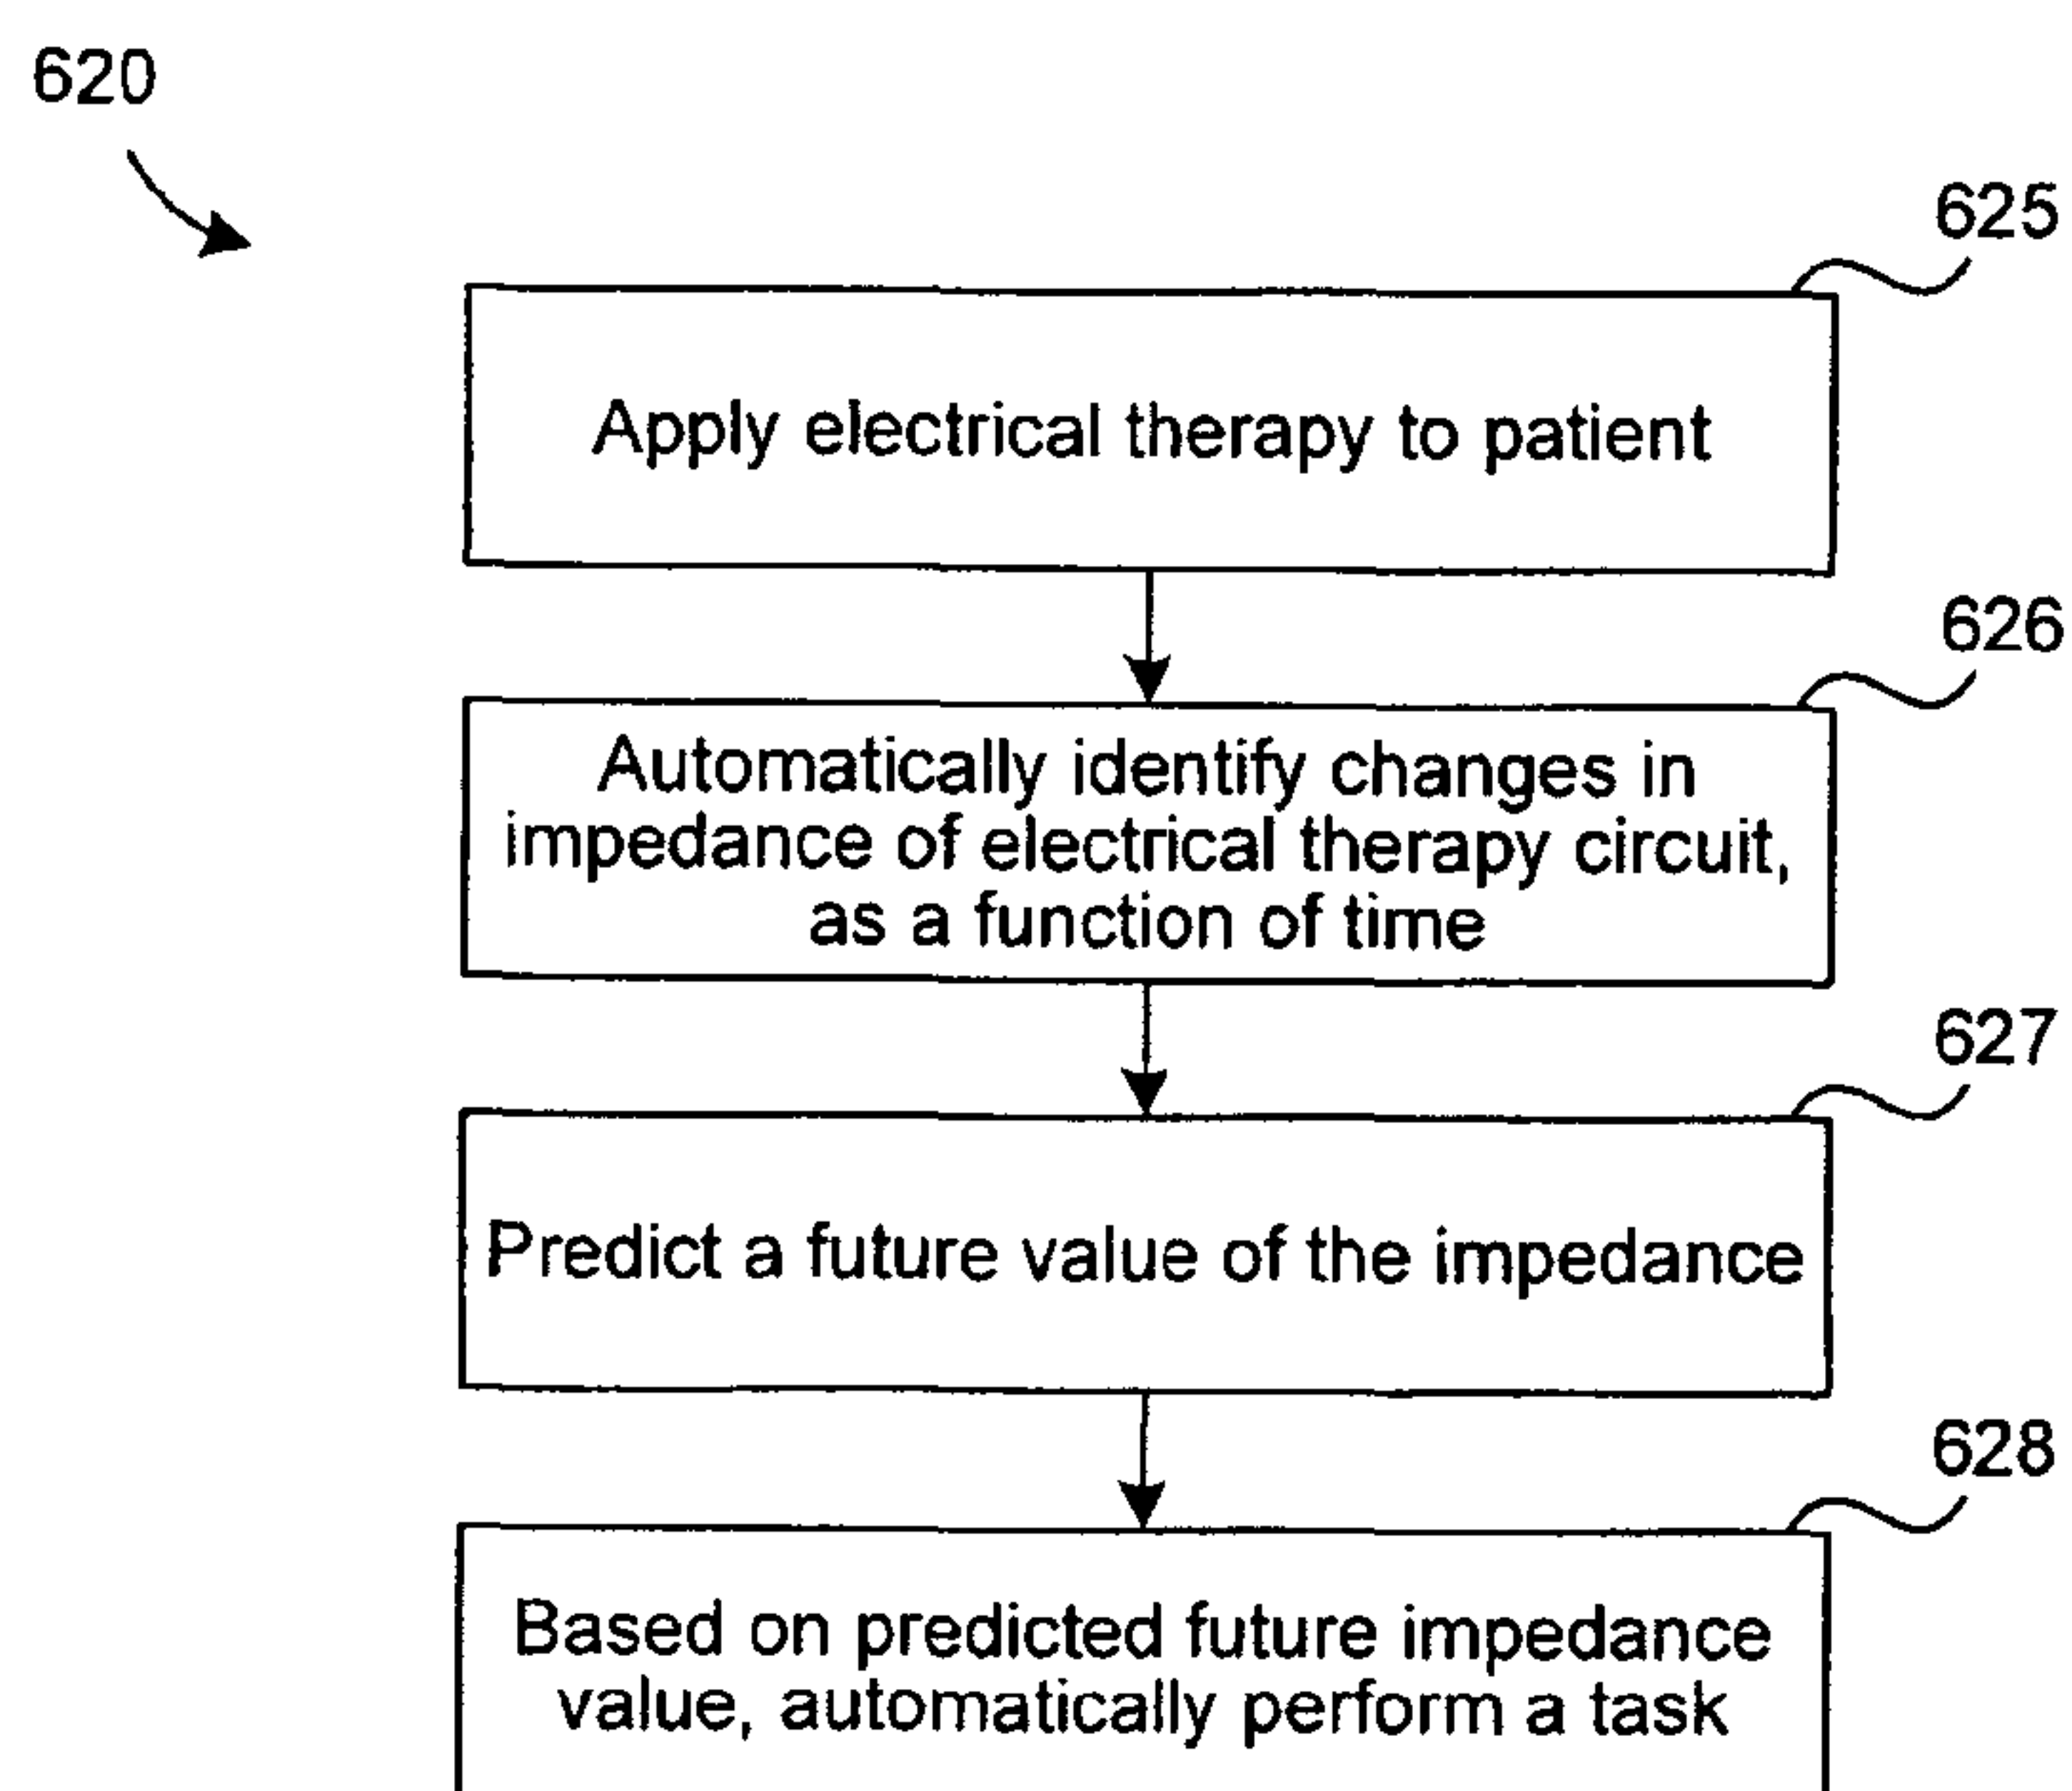 620
625
Apply electrical therapy to patient
626
Automatically identify changes in
impedance of electrical therapy circuit,
as a function of time
627
Predict a future value of the impedance
628
Based on predicted future impedance
value, automatically perform a task